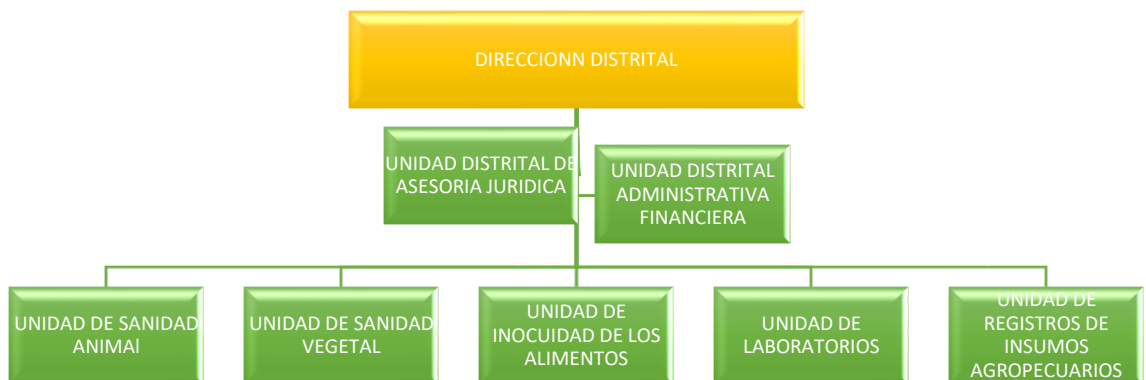 DIRECCIONN DISTRITAL
UNIDAD DISTRITAL DE
ASESORIA JURIDICA
UNIDAD DISTRITAL
ADMINISTRATIVA
FINANCIERA
UNIDAD DE SANIDAD
ANIMAl
UNIDAD DE SANIDAD
VEGETAL
UNIDAD DE
INOCUIDAD DE LOS
ALIMENTOS
UNIDAD DE
LABORATORIOS
UNIDAD DE
REGISTROS DE
INSUMOS
AGROPECUARIOS